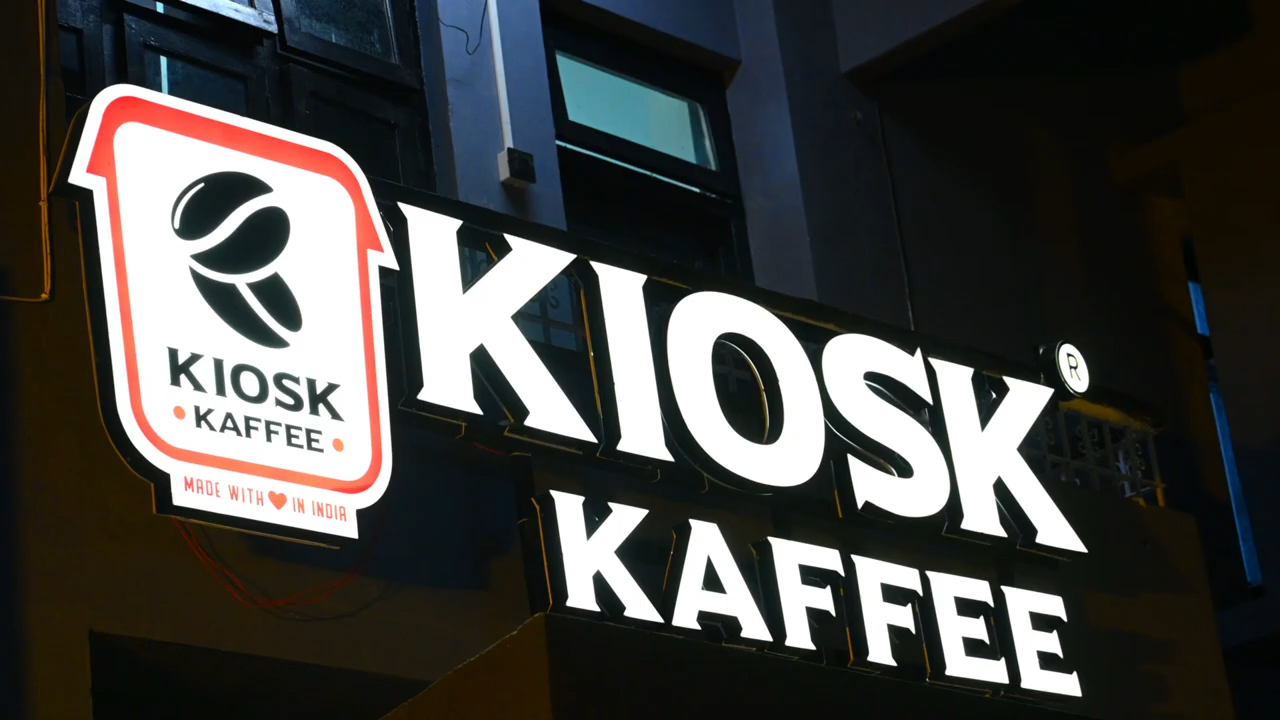 KIOSK
• KAFFEE •
MADE WITH ❤ IN INDIA
KIOSK ®
KAFFEE